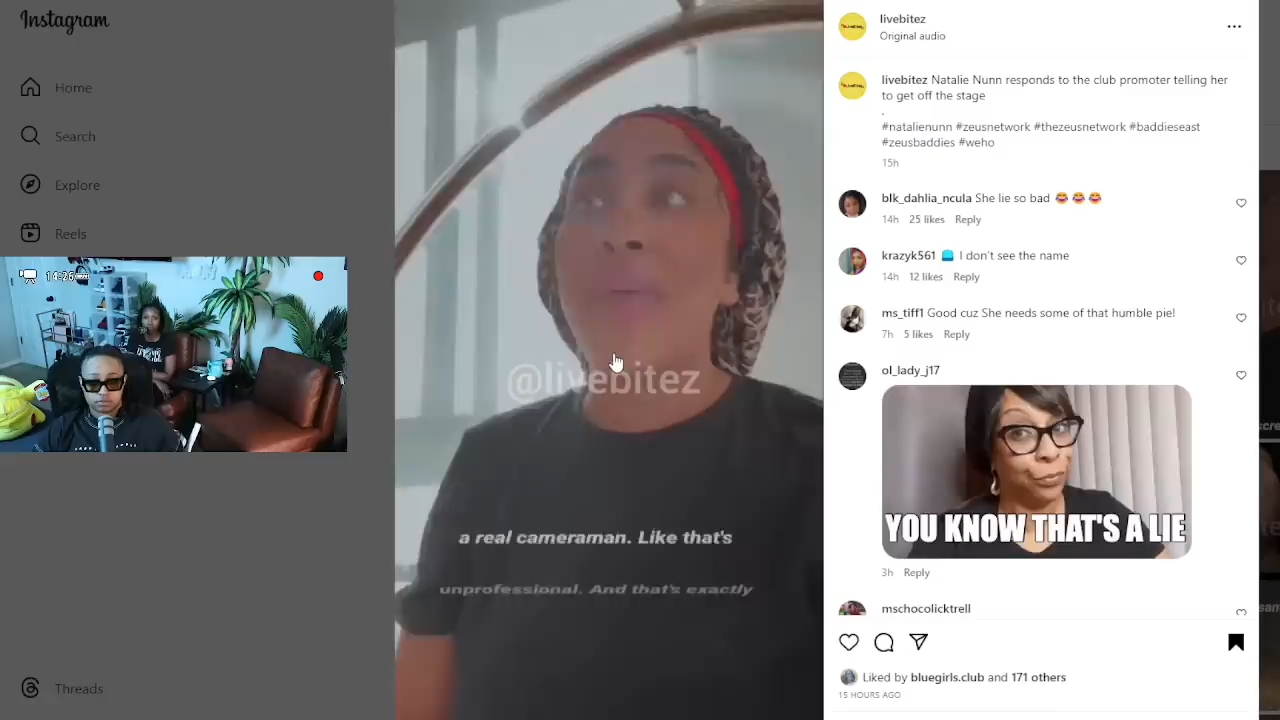 Instagram
Home
Search
Explore
Reels
Threads
14:26
@livebitez
a real cameraman. Like that's
unprofessional. And that's exactly
livebitez
Original audio
livebitez Natalie Nunn responds to the club promoter telling her
to get off the stage
.
#natalienunn #zeusnetwork #thezeusnetwork #baddieseast
#zeusbaddies #weho
15h
blk_dahlia_ncula She lie so bad 😂😂😂
14h 25 likes Reply
krazyk561 I don't see the name
14h 12 likes Reply
ms_tiff1 Good cuz She needs some of that humble pie!
7h 5 likes Reply
ol_lady_j17
YOU KNOW THAT'S A LIE
3h Reply
mschocolicktrell
Liked by bluegirls.club and 171 others
15 HOURS AGO